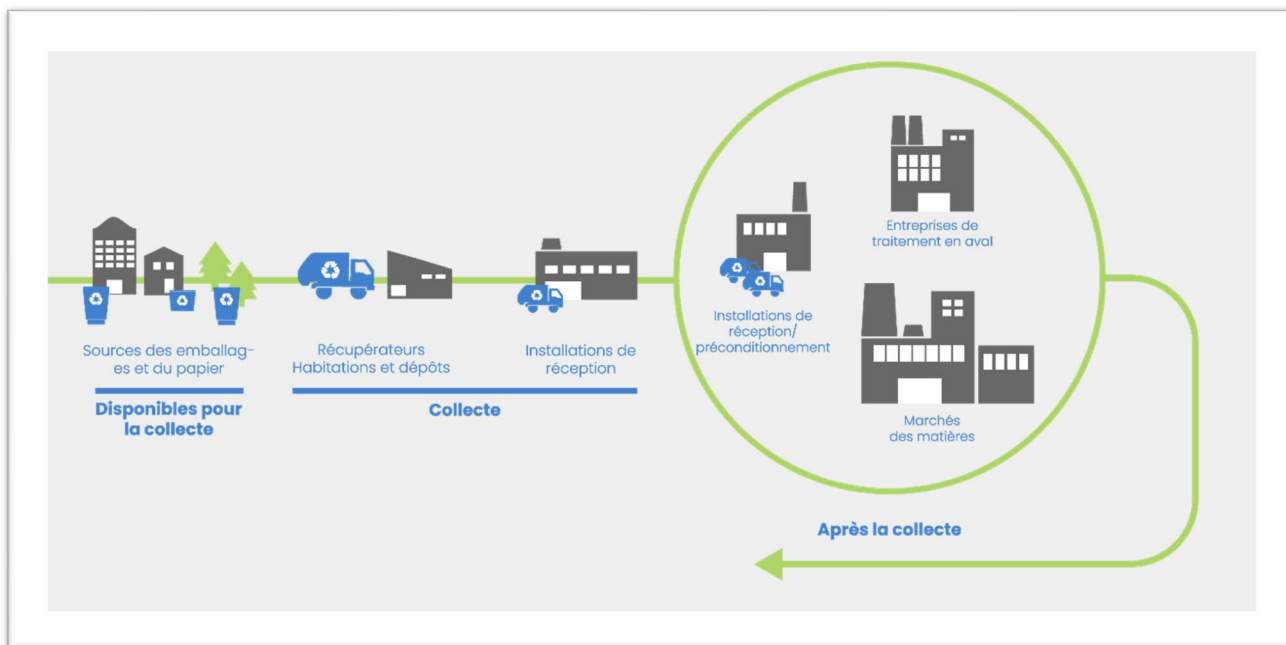 Sources des emballag-
es et du papier
Disponibles pour
la collecte
Récupérateurs
Habitations et dépôts
Installations de
réception
Collecte
Installations de
réception/
préconditionnement
Entreprises de
traitement en aval
Marchés
des matières
Après la collecte